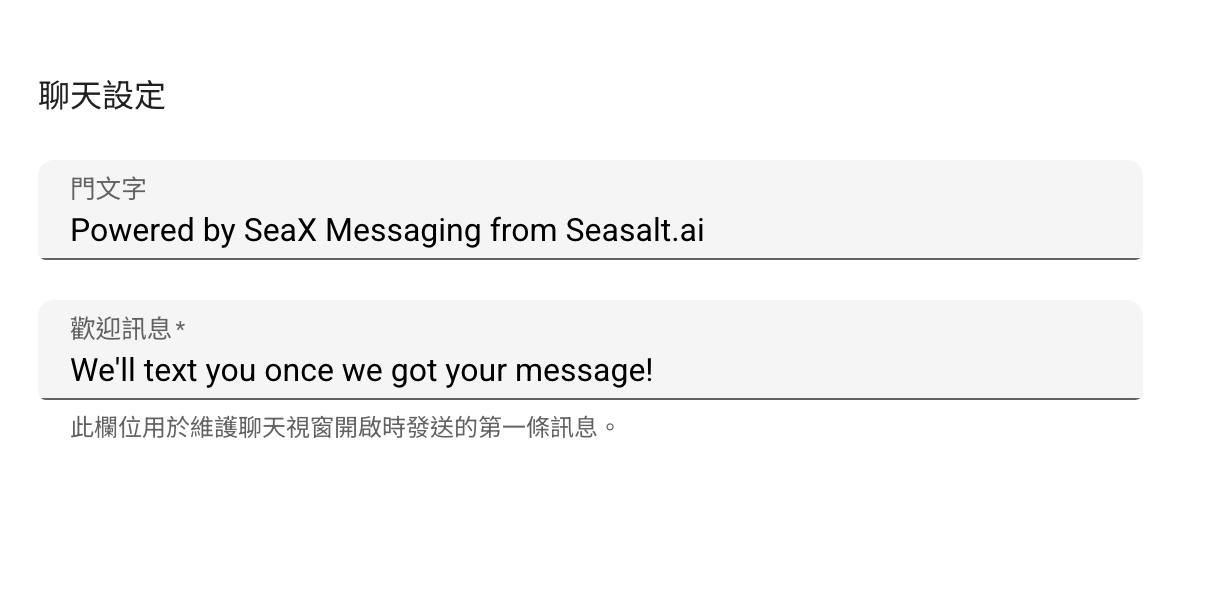 聊天設定
門文字
Powered by SeaX Messaging from Seasalt.ai
歡迎訊息*
We'll text you once we got your message!
此欄位用於維護聊天視窗開啟時發送的第一條訊息。